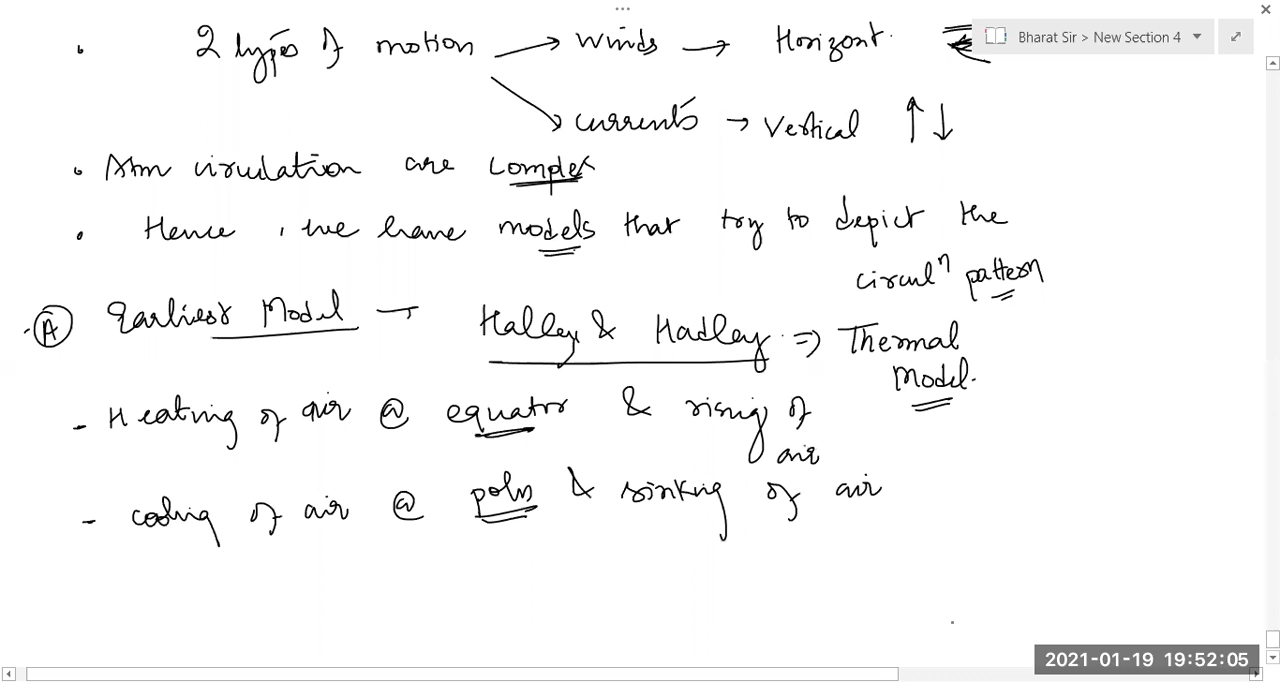 ...
Bharat Sir > New Section 4
2 types of motion → winds → Horizont.
→ currents → vertical ↑ ↓
• Atm circulation are complex
• Hence, we have models that try to depict the
circulⁿ pattern
Ⓐ Earliest Model → Halley & Hadley => Thermal
Model.
- Heating of air @ equator & rising of
air
- cooling of air @ poles & sinking of air
2021-01-19 19:52:05